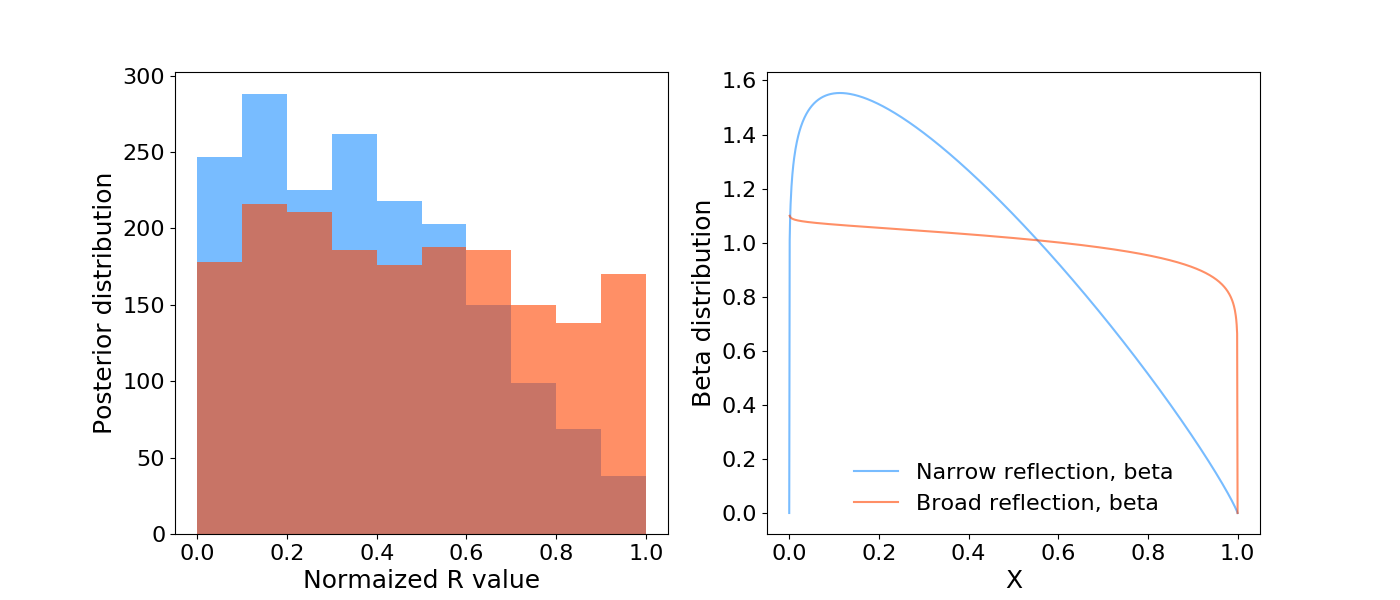 Posterior distribution
300
250
200
150
100
50
0
0.0 0.2 0.4 0.6 0.8 1.0
Normaized R value
Beta distribution
1.6
1.4
1.2
1.0
0.8
0.6
0.4
0.2
0.0
Narrow reflection, beta
Broad reflection, beta
0.0 0.2 0.4 0.6 0.8 1.0
X